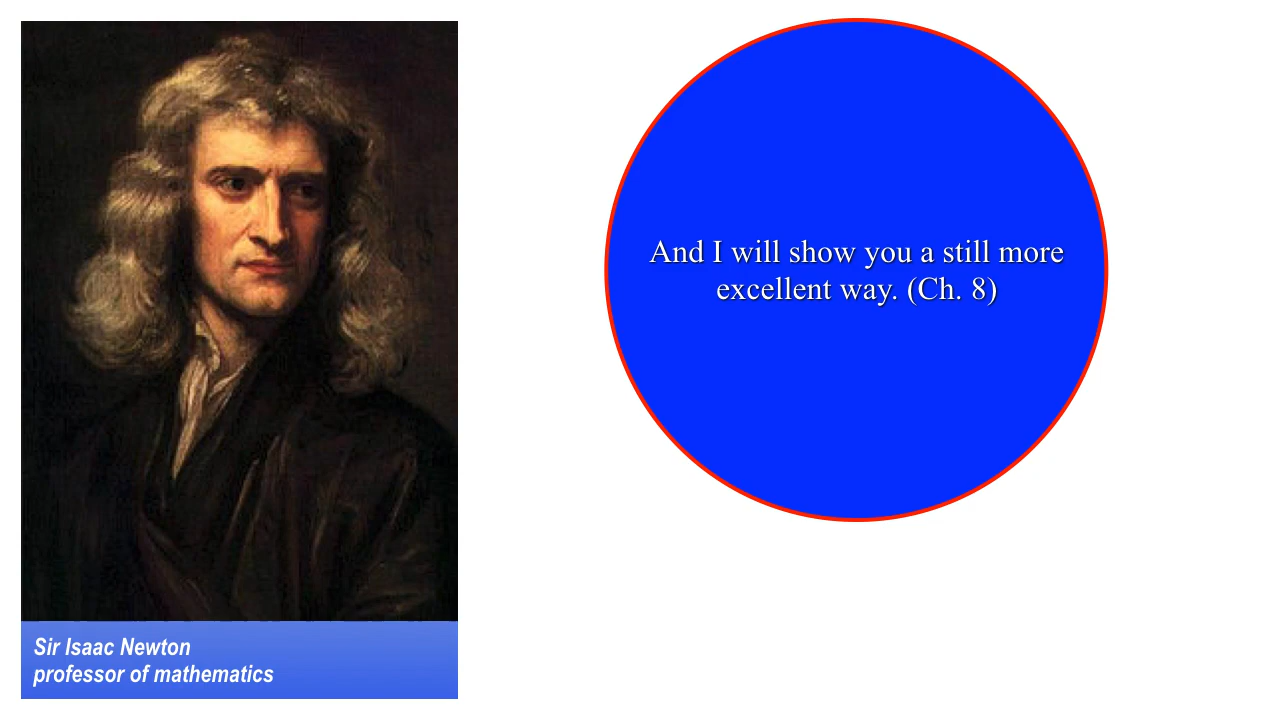 And I will show you a still more
excellent way. (Ch. 8)
Sir Isaac Newton
professor of mathematics